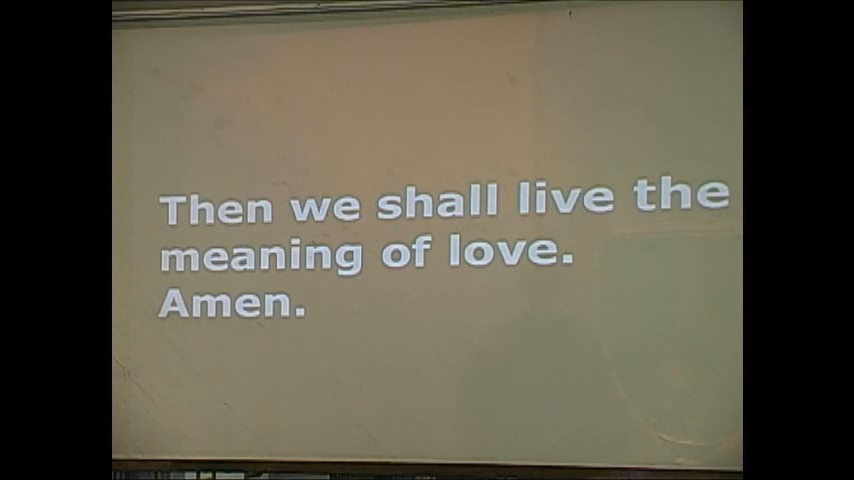 Then we shall live the
meaning of love.
Amen.